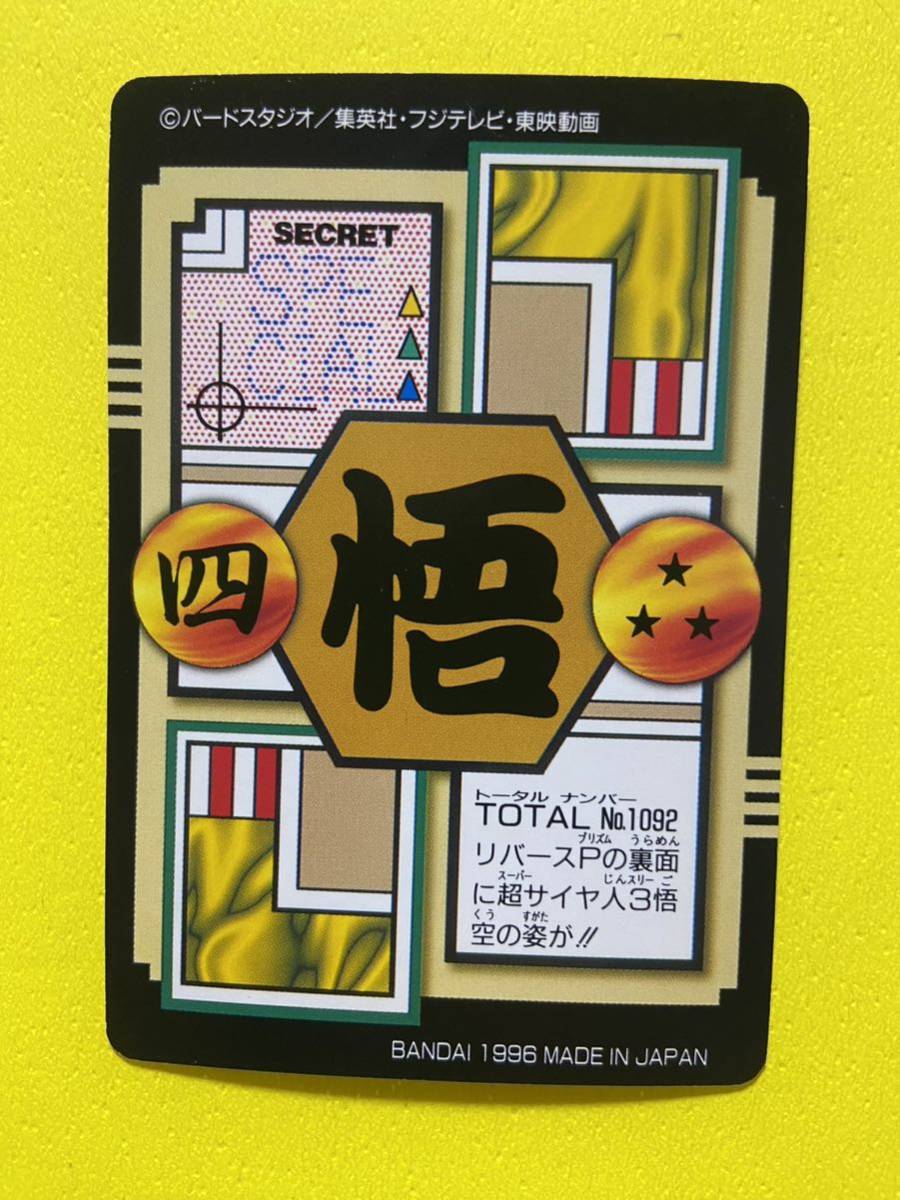 ©バードスタジオ／集英社・フジテレビ・東映動画
SECRET
SPE
CIAL
四
悟
トータル ナンバー
TOTAL No.1092
プリズム うらめん
リバースPの裏面
スーパー じんスリー ご
に超サイヤ人3悟
くう すがた
空の姿が!!
BANDAI 1996 MADE IN JAPAN